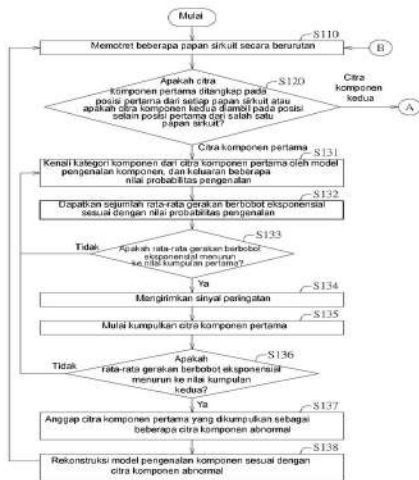 Mulai
S110
Memotret beberapa papan sirkuit secara berurutan
B
Apakah citra
komponen pertama ditangkap pada
posisi pertama dari setiap papan sirkuit atau
apakah citra komponen kedua diambil pada posisi
selain posisi pertama dari salah satu
papan sirkuit?
S120
Citra
komponen
kedua
A
Citra komponen pertama
S131
Kenali kategori komponen dari citra komponen pertama oleh model
pengenalan komponen, dan keluaran beberapa
nilai probabilitas pengenalan
S132
Dapatkan sejumlah rata-rata gerakan berbobot eksponensial
sesuai dengan nilai probabilitas pengenalan
S133
Tidak
Apakah rata-rata gerakan berbobot
eksponensial menurun
ke nilai kumpulan pertama?
Ya
S134
Mengirimkan sinyal peringatan
S135
Mulai kumpulkan citra komponen pertama
S136
Tidak
Apakah
rata-rata gerakan berbobot eksponensial
menurun ke nilai kumpulan
kedua?
Ya
S137
Anggap citra komponen pertama yang dikumpulkan sebagai
beberapa citra komponen abnormal
S138
Rekonstruksi model pengenalan komponen sesuai dengan
citra komponen abnormal